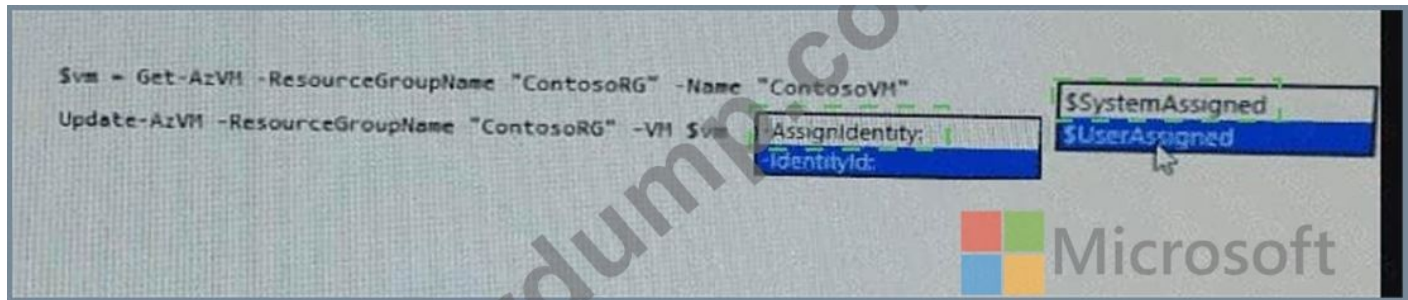 $vm = Get-AzVM -ResourceGroupName "ContosoRG" -Name "ContosoVM"
Update-AzVM -ResourceGroupName "ContosoRG" -VM $vm
-AssignIdentity:
-IdentityId:
$SystemAssigned
$UserAssigned
Microsoft